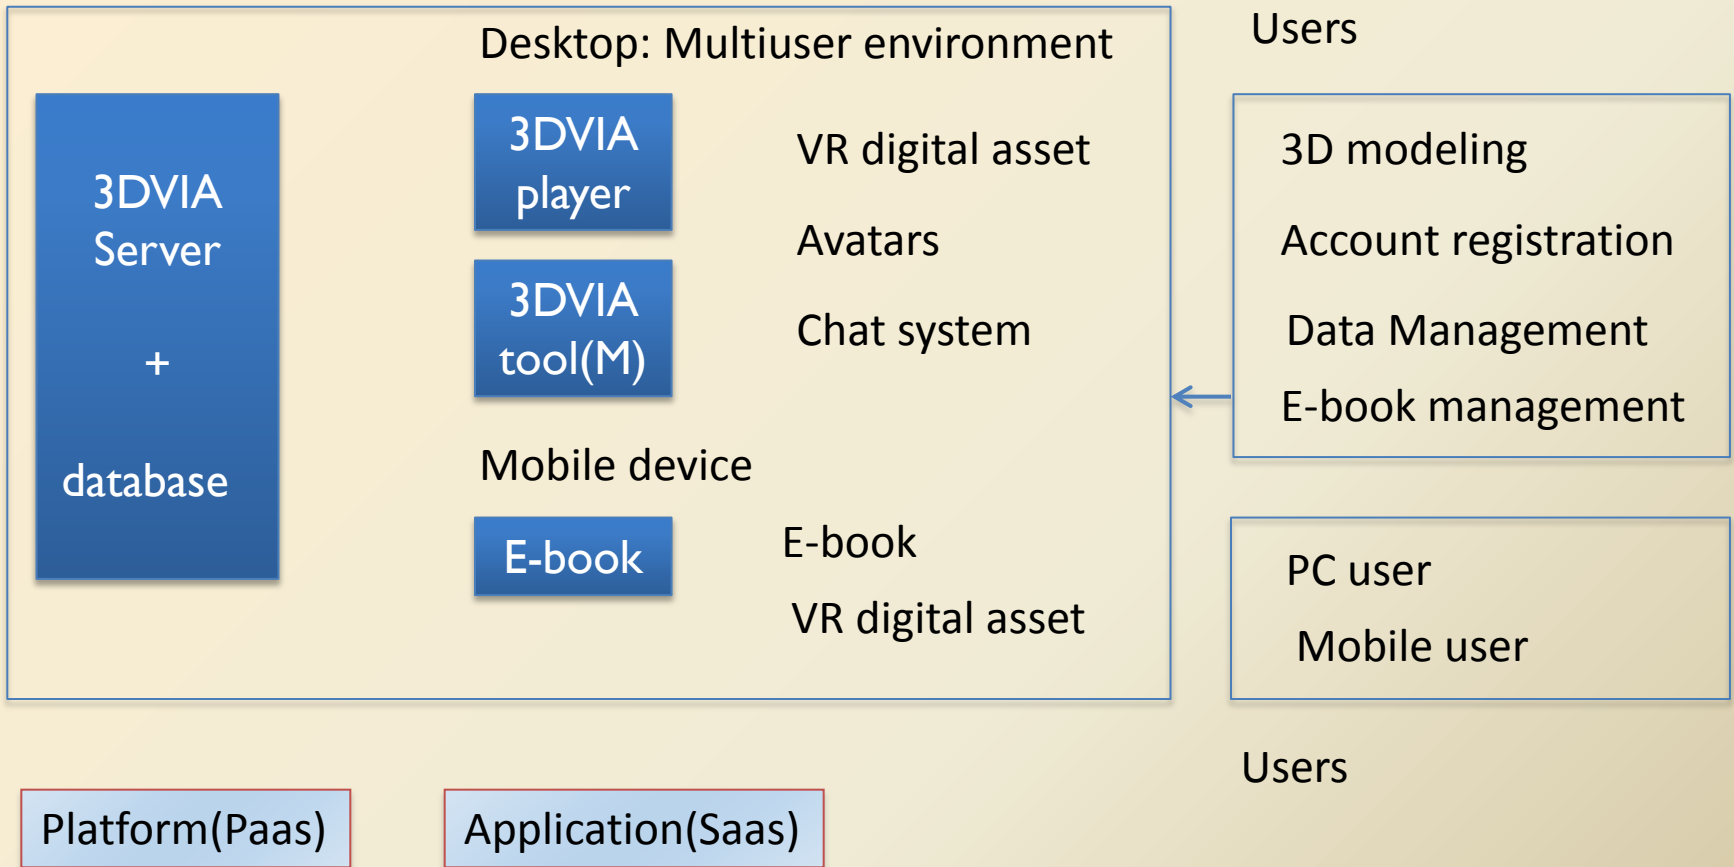 Desktop: Multiuser environment
Users
3DVIA
Server
+
database
3DVIA
player
3DVIA
tool(M)
VR digital asset
Avatars
Chat system
Mobile device
E-book
E-book
VR digital asset
3D modeling
Account registration
Data Management
E-book management
PC user
Mobile user
Users
Platform(Paas)
Application(Saas)